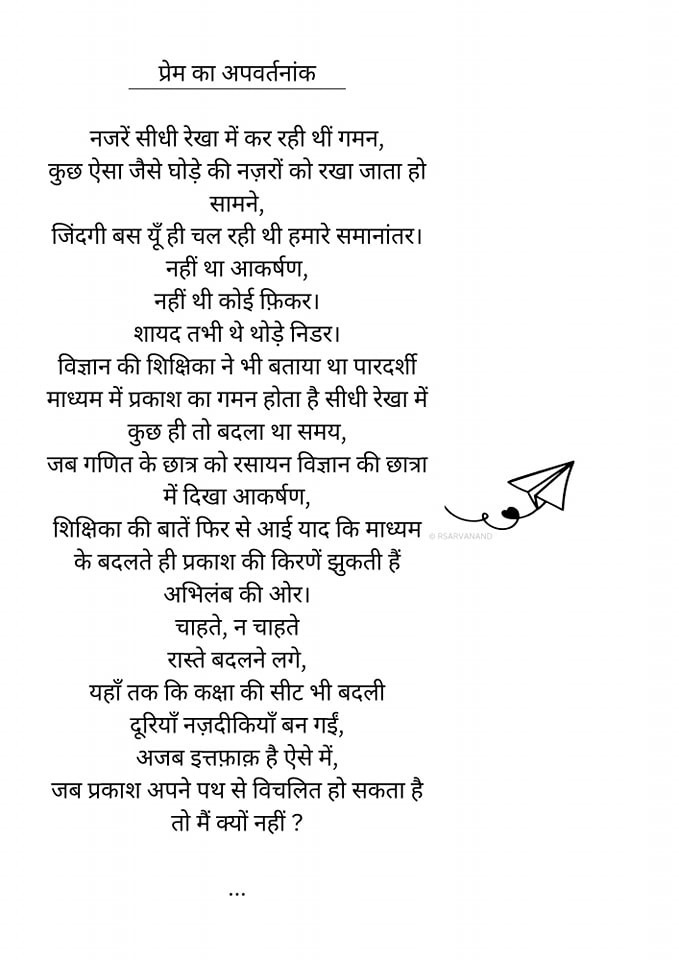 प्रेम का अपवर्तनांक
नजरें सीधी रेखा में कर रही थीं गमन,
कुछ ऐसा जैसे घोड़े की नज़रों को रखा जाता हो
सामने,
जिंदगी बस यूँ ही चल रही थी हमारे समानांतर।
नहीं था आकर्षण,
नहीं थी कोई फ़िकर।
शायद तभी थे थोड़े निडर।
विज्ञान की शिक्षिका ने भी बताया था पारदर्शी
माध्यम में प्रकाश का गमन होता है सीधी रेखा में
कुछ ही तो बदला था समय,
जब गणित के छात्र को रसायन विज्ञान की छात्रा
में दिखा आकर्षण,
शिक्षिका की बातें फिर से आई याद कि माध्यम
के बदलते ही प्रकाश की किरणें झुकती हैं
अभिलंब की ओर।
चाहते, न चाहते
रास्ते बदलने लगे,
यहाँ तक कि कक्षा की सीट भी बदली
दूरियाँ नज़दीकियाँ बन गईं,
अजब इत्तफ़ाक़ है ऐसे में,
जब प्रकाश अपने पथ से विचलित हो सकता है
तो मैं क्यों नहीं ?
...
© RSARVANAND